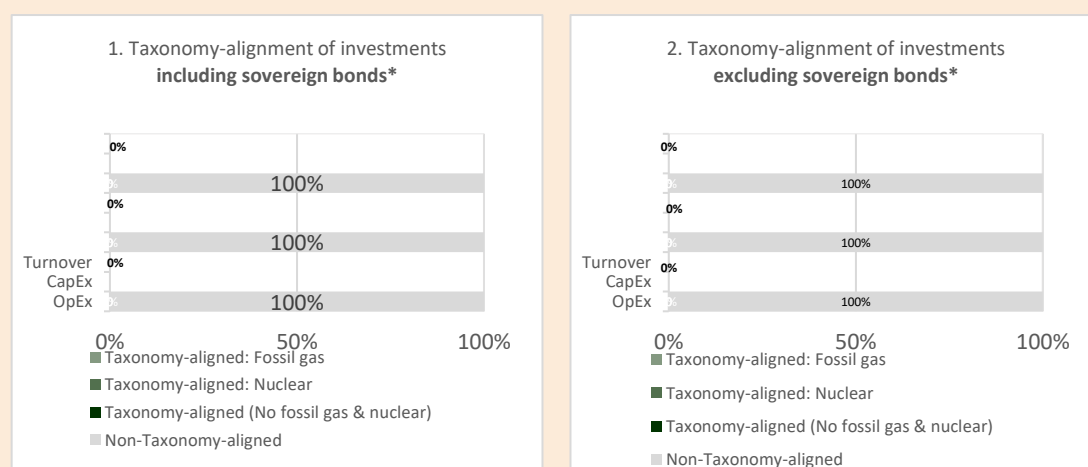 1. Taxonomy-alignment of investments
including sovereign bonds*
0%
100%
0%
100%
Turnover 0%
CapEx
OpEx 100%
0% 50% 100%
Taxonomy-aligned: Fossil gas
Taxonomy-aligned: Nuclear
Taxonomy-aligned (No fossil gas & nuclear)
Non-Taxonomy-aligned
2. Taxonomy-alignment of investments
excluding sovereign bonds*
0%
100%
0%
100%
Turnover 0%
CapEx
OpEx 100%
0% 50% 100%
Taxonomy-aligned: Fossil gas
Taxonomy-aligned: Nuclear
Taxonomy-aligned (No fossil gas & nuclear)
Non-Taxonomy-aligned